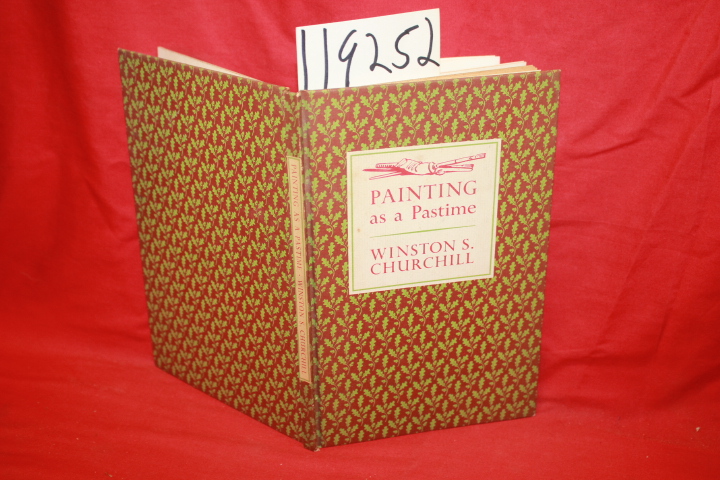 119252
PAINTING
as a Pastime
WINSTON S.
CHURCHILL
PAINTING AS A PASTIME WINSTON S. CHURCHILL